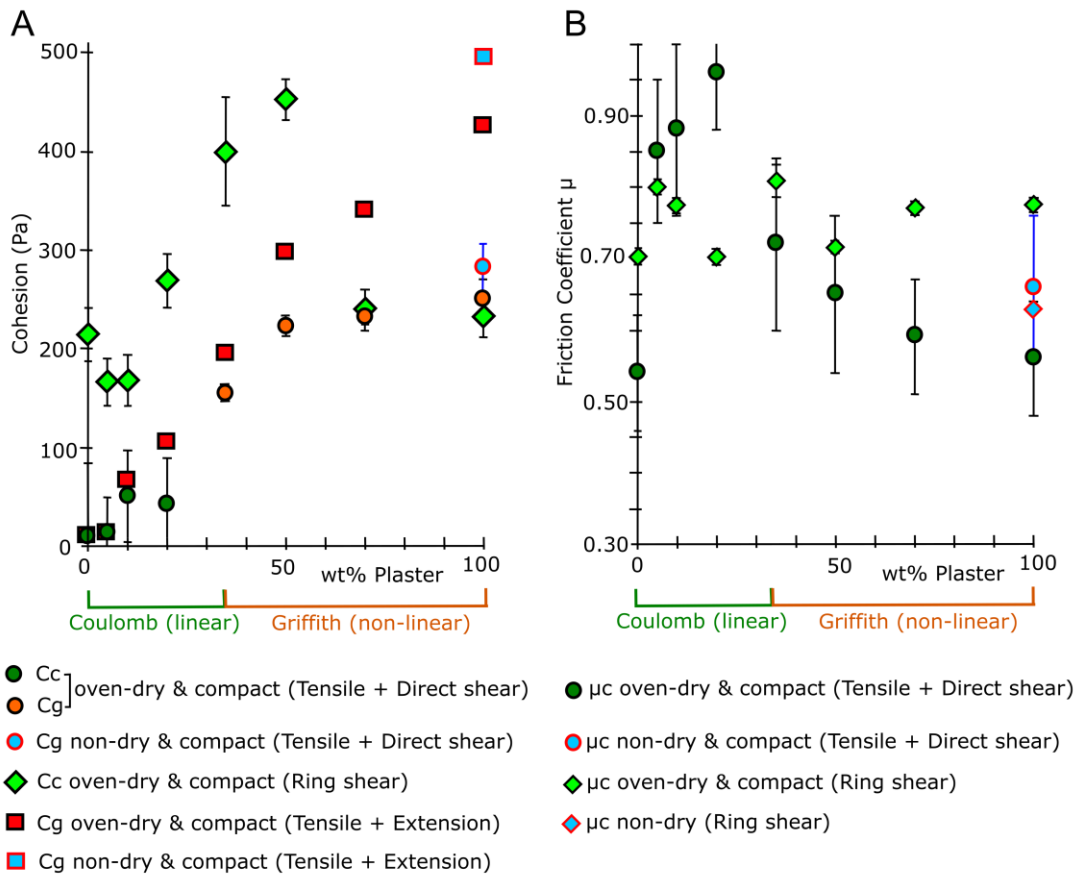 A
500
400
300
200
100
0
Cohesion (Pa)
0
50
100
wt% Plaster
Coulomb (linear)
Griffith (non-linear)
B
0.90
0.70
0.50
0.30
Friction Coefficient µ
0
50
100
wt% Plaster
Coulomb (linear)
Griffith (non-linear)
Cc
Cg
oven-dry & compact (Tensile + Direct shear)
Cg non-dry & compact (Tensile + Direct shear)
Cc oven-dry & compact (Ring shear)
Cg oven-dry & compact (Tensile + Extension)
Cg non-dry & compact (Tensile + Extension)
µc oven-dry & compact (Tensile + Direct shear)
µc non-dry & compact (Tensile + Direct shear)
µc oven-dry & compact (Ring shear)
µc non-dry (Ring shear)